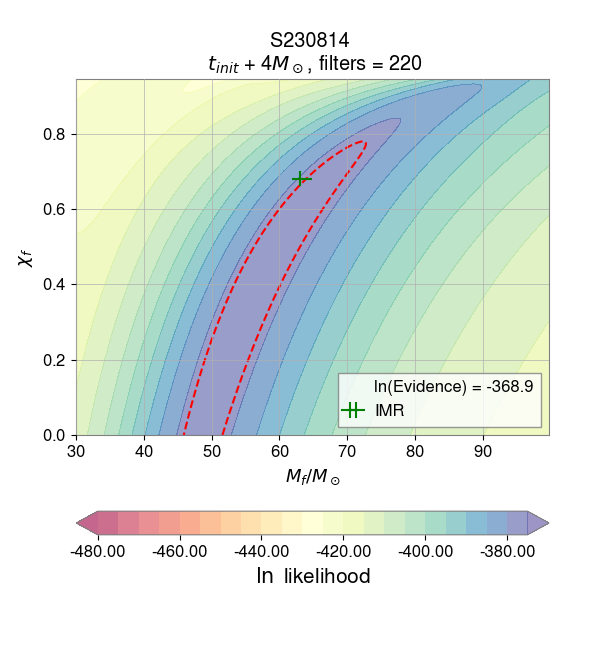 S230814
t_init + 4M_⊙, filters = 220
0.8
0.6
χ_f
0.4
0.2
0.0
ln(Evidence) = -368.9
IMR
30 40 50 60 70 80 90
M_f/M_⊙
-480.00 -460.00 -440.00 -420.00 -400.00 -380.00
ln likelihood